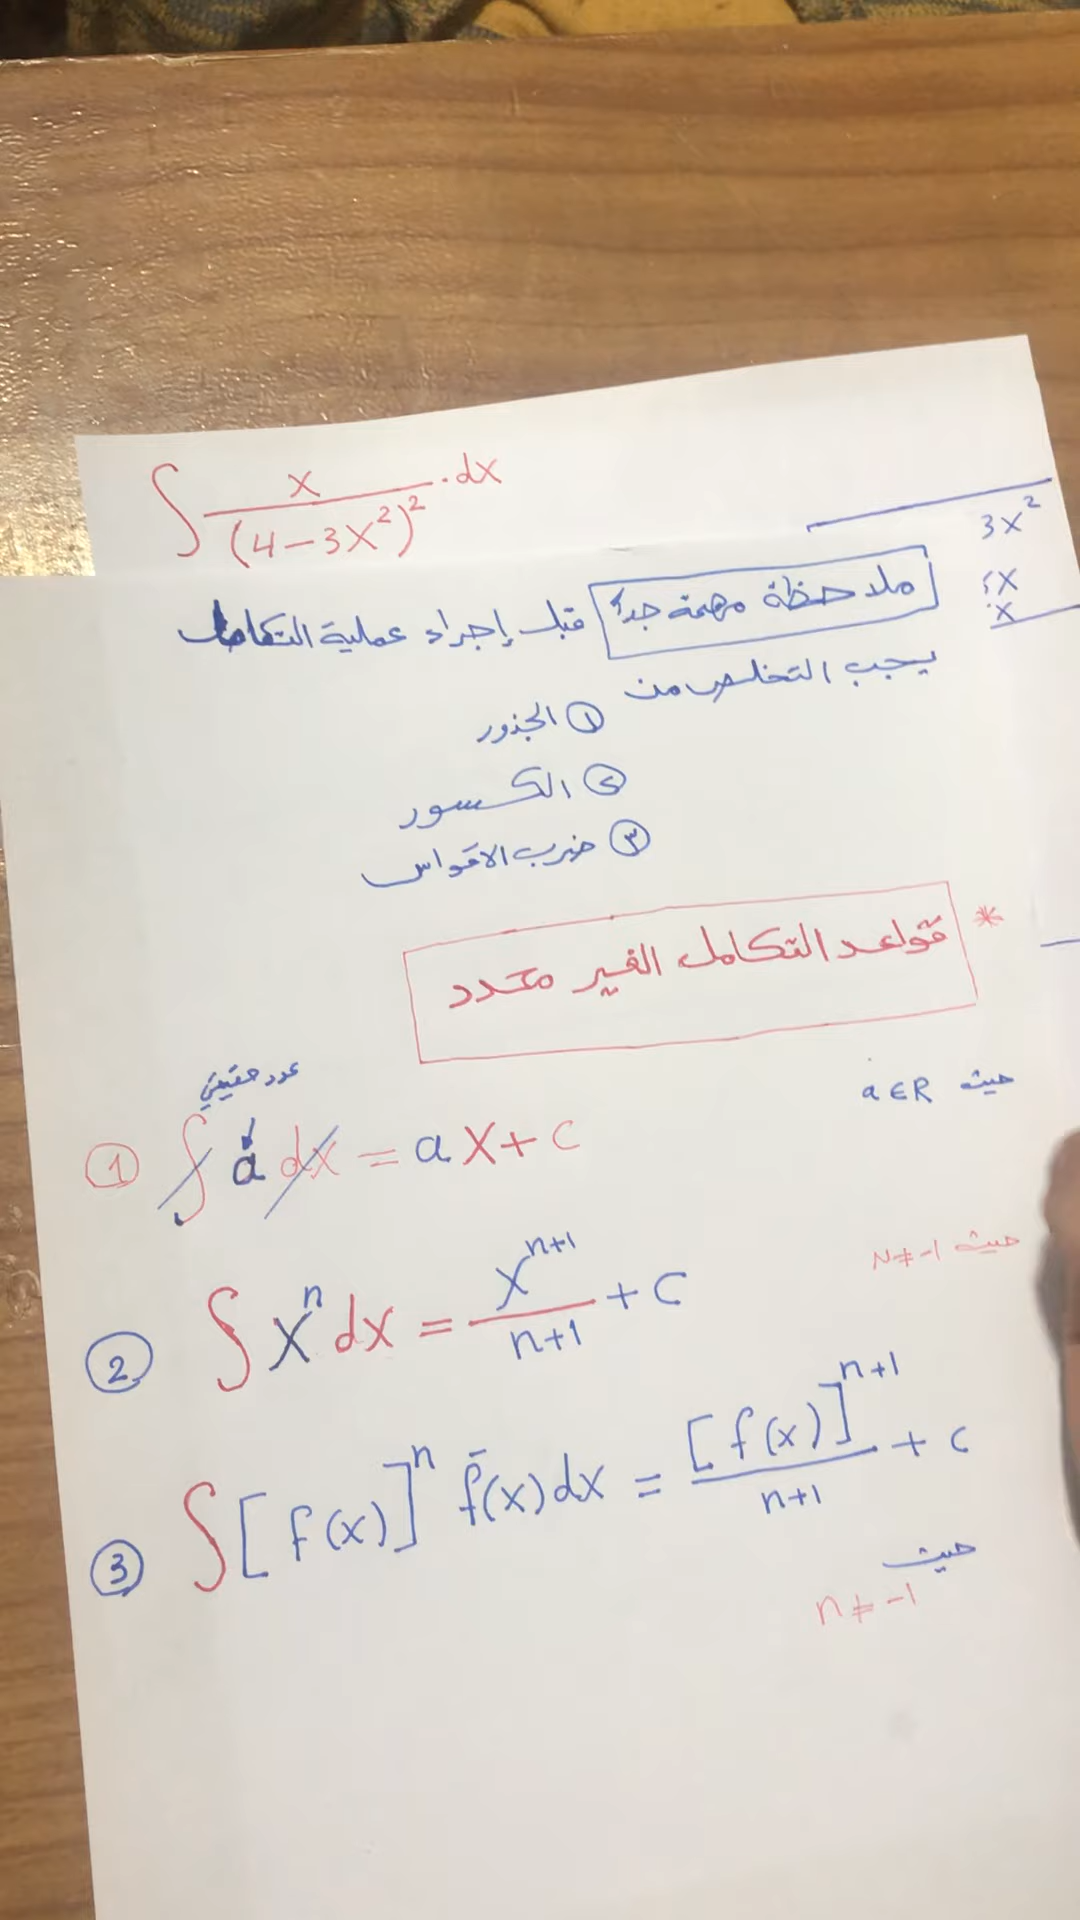 ∫ x / (4-3x²)² . dx
3x²
ملاحظة مهمة جداً قبل إجراء عملية التكامل
يجب التخلص من
① الجذور
② الكسور
③ ضرب الاقواس
* قواعد التكامل الغير محدد
عدد حقيقي
① ∫ a dx = a x + c حيث a ∈ R
② ∫ xⁿ dx = xⁿ⁺¹ / n+1 + c حيث N ≠ -1
③ ∫ [f(x)]ⁿ f̄(x) dx = [f(x)]ⁿ⁺¹ / n+1 + c
حيث
n ≠ -1